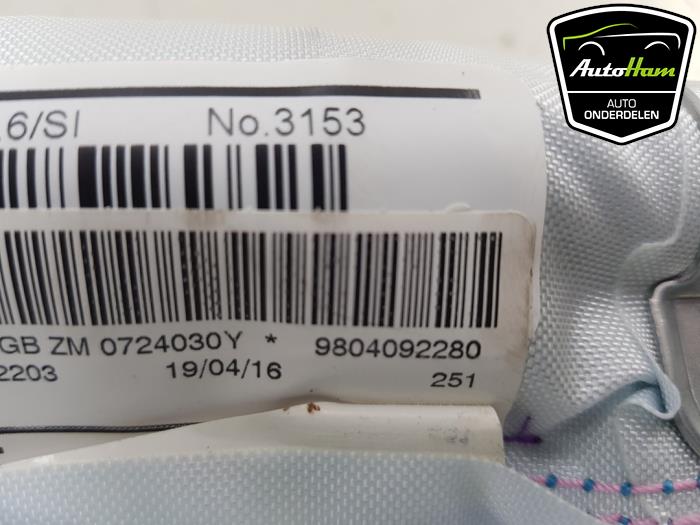 AutoHam
AUTO
ONDERDELEN
.6/SI No.3153
GB ZM 0724030Y * 9804092280
2203 19/04/16 251